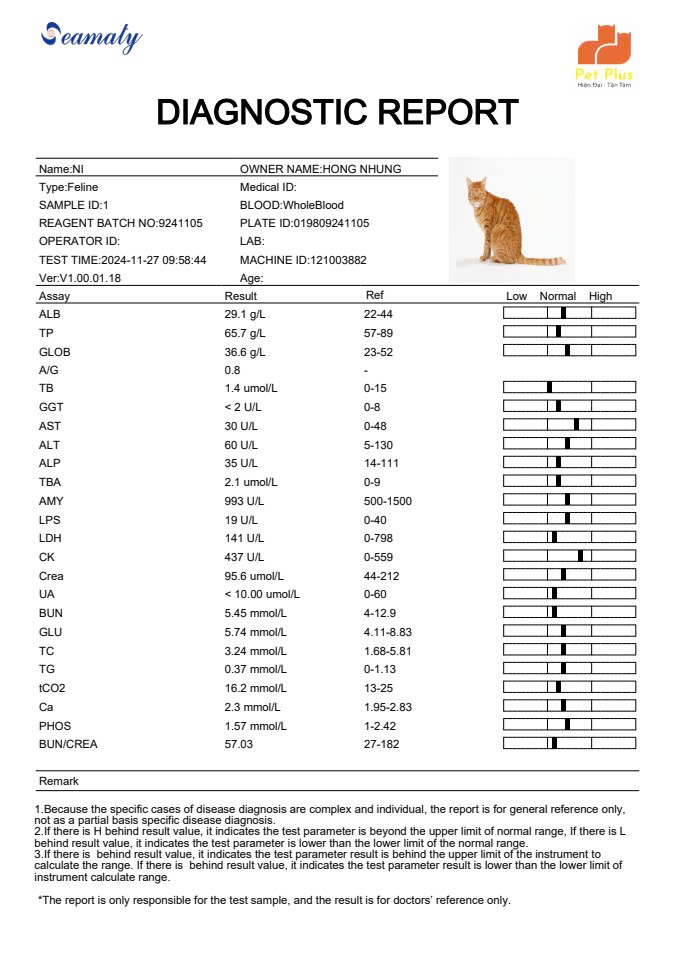 Seamaty
Pet Plus
Hiện Đại - Tận Tâm
DIAGNOSTIC REPORT
Name:NI OWNER NAME:HONG NHUNG
Type:Feline Medical ID:
SAMPLE ID:1 BLOOD:WholeBlood
REAGENT BATCH NO:9241105 PLATE ID:019809241105
OPERATOR ID: LAB:
TEST TIME:2024-11-27 09:58:44 MACHINE ID:121003882
Ver:V1.00.01.18 Age:
Assay Result Ref Low Normal High
ALB 29.1 g/L 22-44
TP 65.7 g/L 57-89
GLOB 36.6 g/L 23-52
A/G 0.8 -
TB 1.4 umol/L 0-15
GGT < 2 U/L 0-8
AST 30 U/L 0-48
ALT 60 U/L 5-130
ALP 35 U/L 14-111
TBA 2.1 umol/L 0-9
AMY 993 U/L 500-1500
LPS 19 U/L 0-40
LDH 141 U/L 0-798
CK 437 U/L 0-559
Crea 95.6 umol/L 44-212
UA < 10.00 umol/L 0-60
BUN 5.45 mmol/L 4-12.9
GLU 5.74 mmol/L 4.11-8.83
TC 3.24 mmol/L 1.68-5.81
TG 0.37 mmol/L 0-1.13
tCO2 16.2 mmol/L 13-25
Ca 2.3 mmol/L 1.95-2.83
PHOS 1.57 mmol/L 1-2.42
BUN/CREA 57.03 27-182
Remark
1.Because the specific cases of disease diagnosis are complex and individual, the report is for general reference only,
not as a partial basis specific disease diagnosis.
2.If there is H behind result value, it indicates the test parameter is beyond the upper limit of normal range, If there is L
behind result value, it indicates the test parameter is lower than the lower limit of the normal range.
3.If there is  behind result value, it indicates the test parameter result is behind the upper limit of the instrument to
calculate the range. If there is  behind result value, it indicates the test parameter result is lower than the lower limit of
instrument calculate range.
*The report is only responsible for the test sample, and the result is for doctors' reference only.